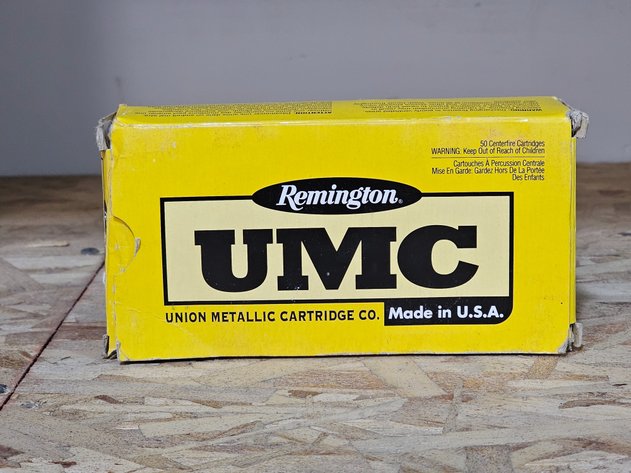 50 Centerfire Cartridges
WARNING: Keep Out of Reach of Children
Cartouches À Percussion Centrale
Mise En Garde: Gardez Hors De La Portée
Des Enfants
Remington®
UMC
UNION METALLIC CARTRIDGE CO.
Made in U.S.A.